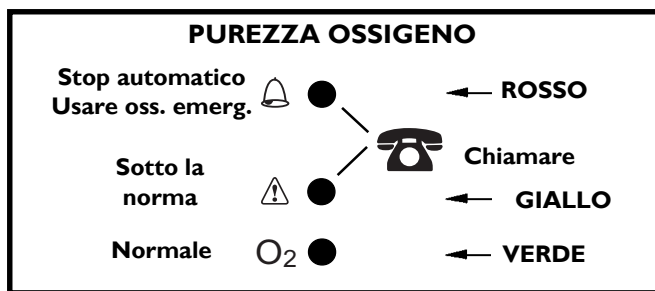 PUREZZA OSSIGENO
Stop automatico
Usare oss. emerg.
ROSSO
Chiamare
Sotto la
norma
GIALLO
Normale
O2
VERDE